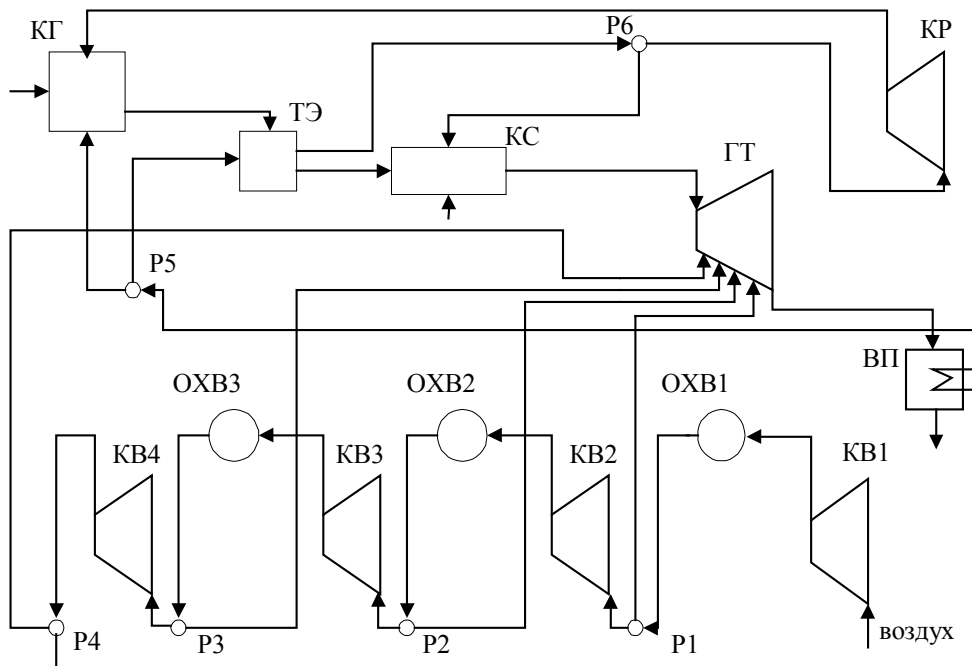 КГ
Р6
КР
ТЭ
КС
ГТ
Р5
ВП
ОХВ3
ОХВ2
ОХВ1
КВ4
КВ3
КВ2
КВ1
Р4
Р3
Р2
Р1
воздух